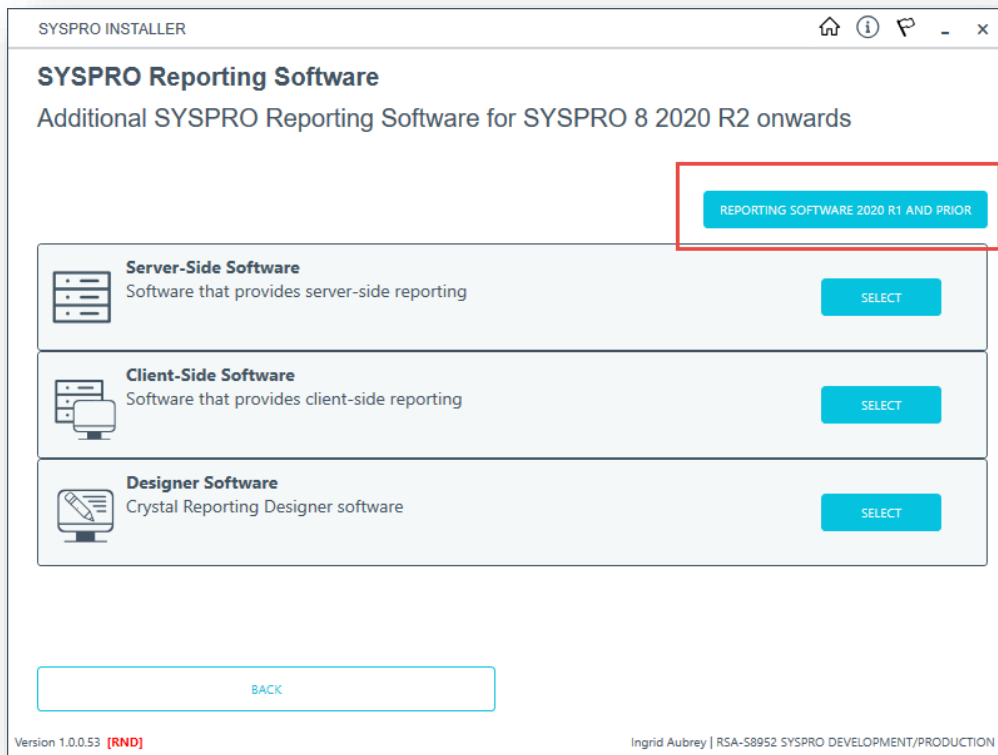 SYSPRO INSTALLER
SYSPRO Reporting Software
Additional SYSPRO Reporting Software for SYSPRO 8 2020 R2 onwards
REPORTING SOFTWARE 2020 R1 AND PRIOR
Server-Side Software
Software that provides server-side reporting
SELECT
Client-Side Software
Software that provides client-side reporting
SELECT
Designer Software
Crystal Reporting Designer software
SELECT
BACK
Version 1.0.0.53 [RND]
Ingrid Aubrey | RSA-S8952 SYSPRO DEVELOPMENT/PRODUCTION